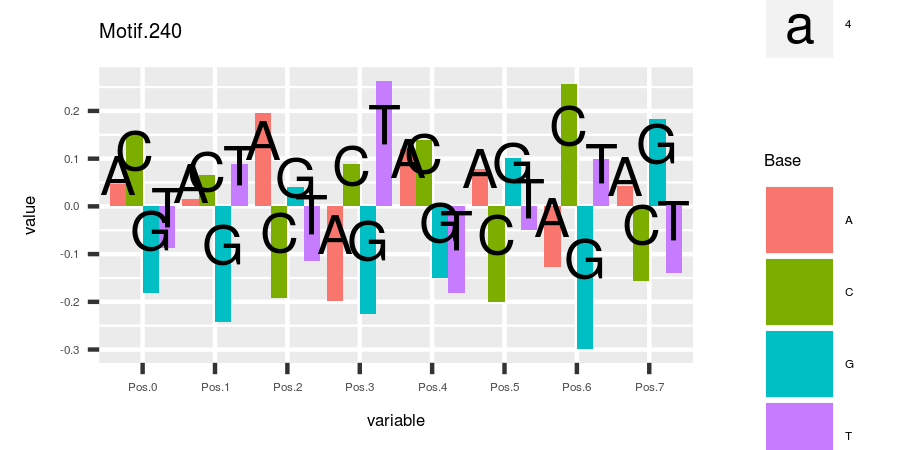 Motif.240
a 4
0.2
0.1
0.0
-0.1
-0.2
-0.3
value
A C G T A C G T A C G T A C G T A C G T A C G T A C G T A C G T
Pos.0 Pos.1 Pos.2 Pos.3 Pos.4 Pos.5 Pos.6 Pos.7
variable
Base
A
C
G
T